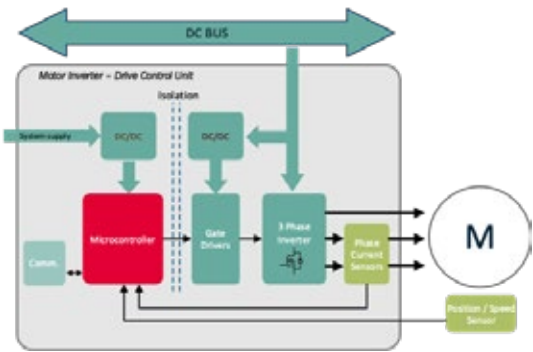 DC BUS
Motor Inverter – Drive Control Unit
Isolation
System supply
DC/DC
DC/DC
Microcontroller
Gate
Drivers
3 Phase
Inverter
Phase
Current
Sensors
Comm.
M
Position / Speed
Sensor